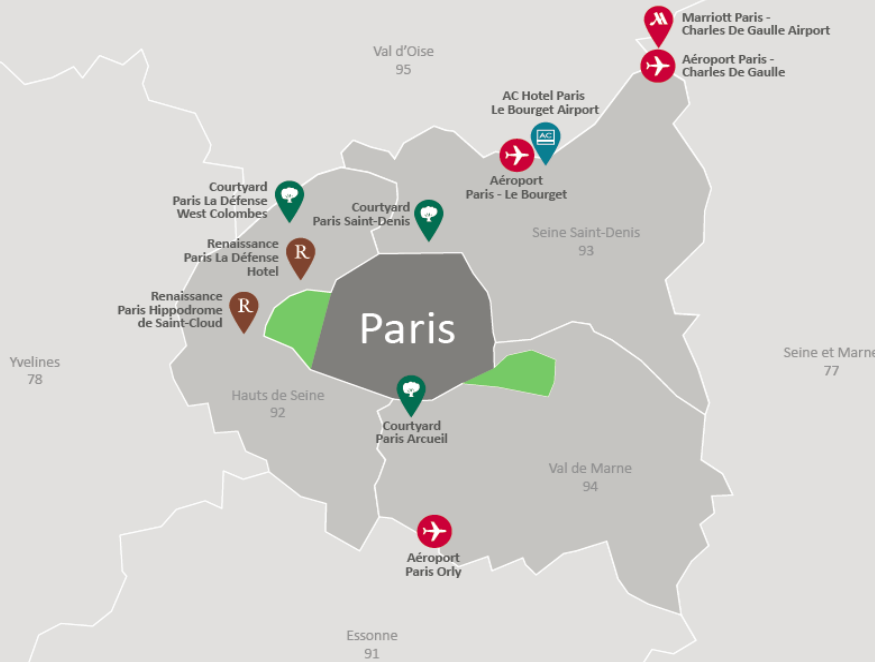 Marriott Paris -
Charles De Gaulle Airport
Val d'Oise
95
Aéroport Paris -
Charles De Gaulle
AC Hotel Paris
Le Bourget Airport
AC
Aéroport
Paris - Le Bourget
Courtyard
Paris La Défense
West Colombes
Courtyard
Paris Saint-Denis
Seine Saint-Denis
93
Renaissance
Paris La Défense
Hotel
R
Renaissance
Paris Hippodrome
de Saint-Cloud
R
Paris
Yvelines
78
Seine et Marne
77
Hauts de Seine
92
Courtyard
Paris Arcueil
Val de Marne
94
Aéroport
Paris Orly
Essonne
91